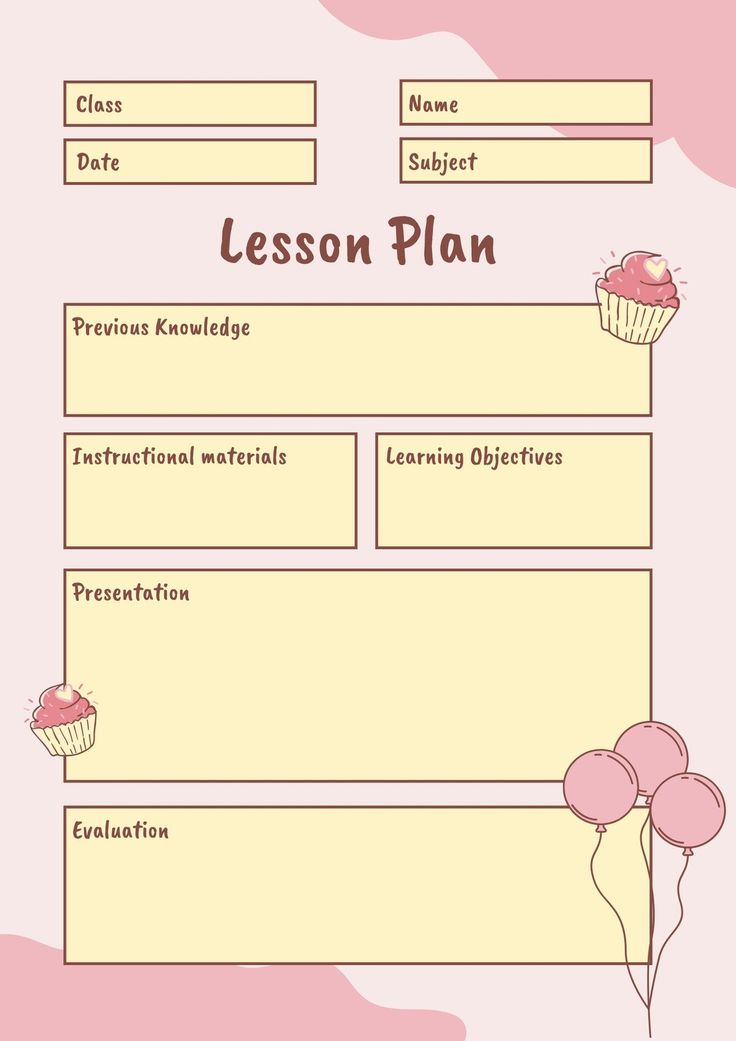 Class
Name
Date
Subject
Lesson Plan
Previous Knowledge
Instructional materials
Learning Objectives
Presentation
Evaluation